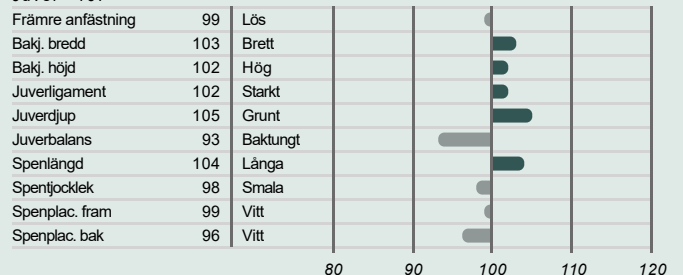 Främre anfästning 99 Lös
Bakj. bredd 103 Brett
Bakj. höjd 102 Hög
Juverligament 102 Starkt
Juverdjup 105 Grunt
Juverbalans 93 Baktungt
Spenlängd 104 Långa
Spentjocklek 98 Smala
Spenplac. fram 99 Vitt
Spenplac. bak 96 Vitt
80 90 100 110 120